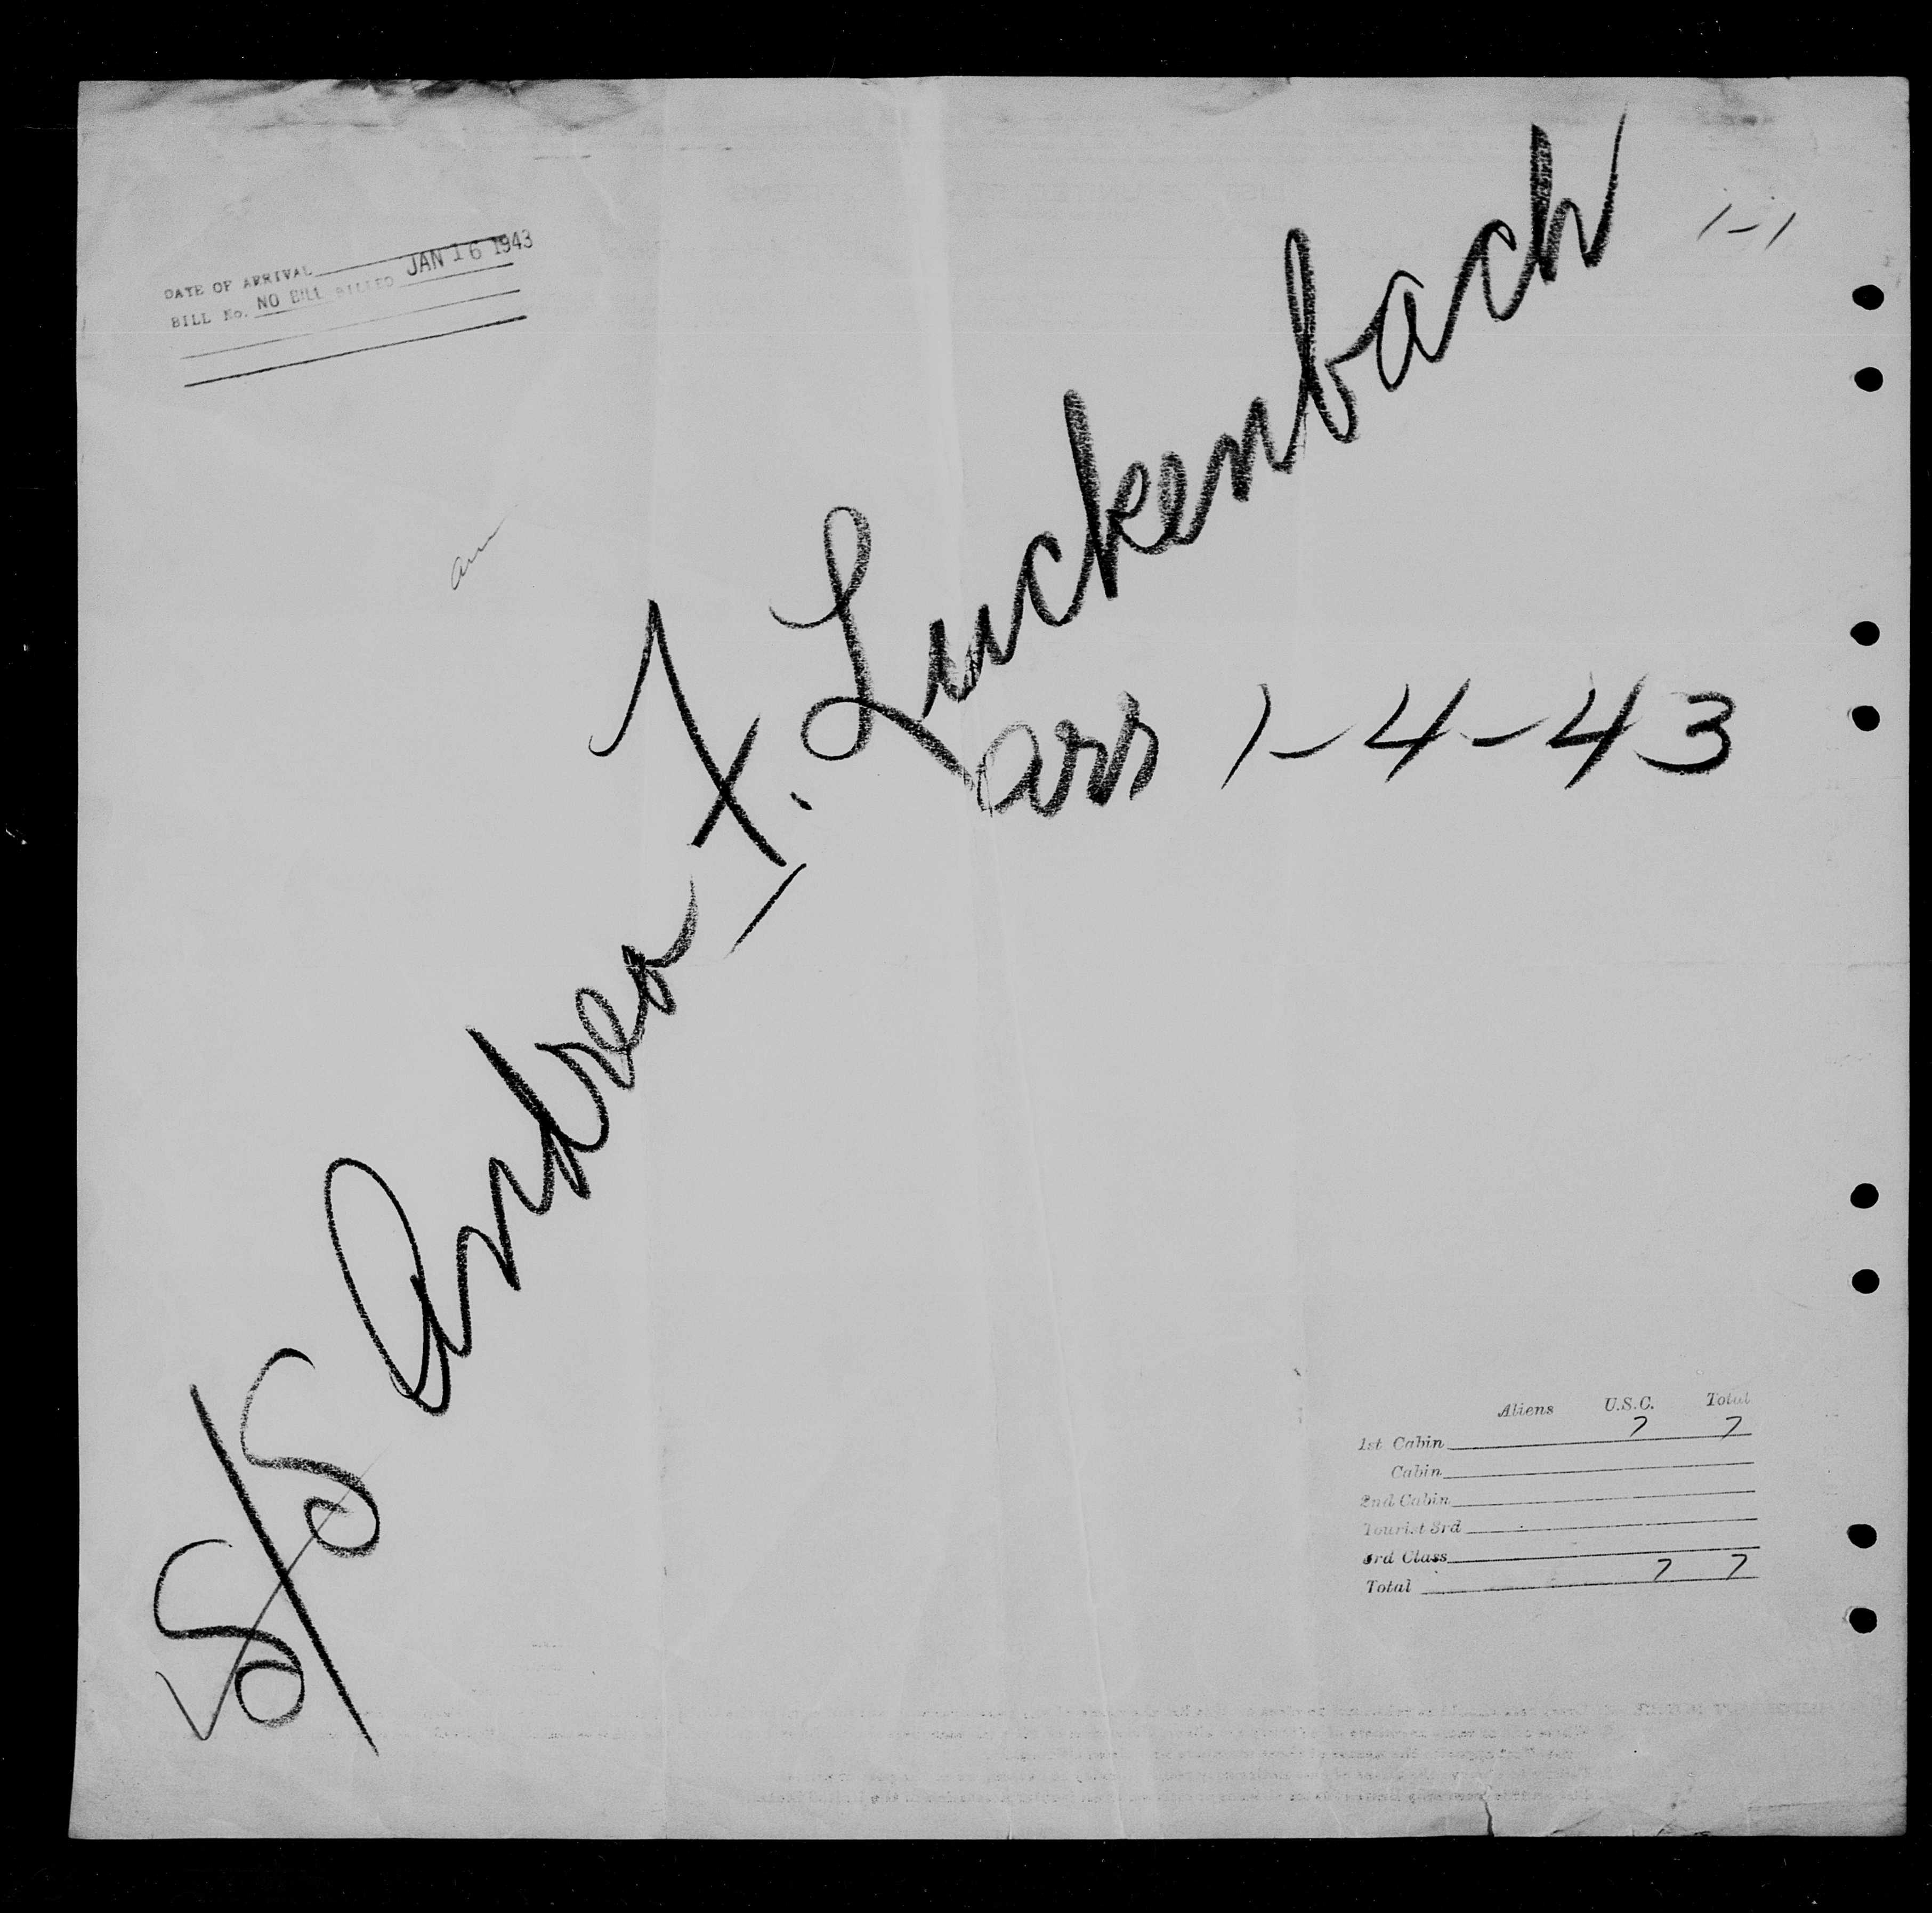 1-1
DATE OF ARRIVAL JAN 16 1943
BILL No. NO BILL BILLED
S/S Andrea F. Luckenbach
arr 1-4-43
Aliens U.S.C. Total
1st Cabin 7 7
Cabin
2nd Cabin
Tourist 3rd
3rd Class
Total 7 7